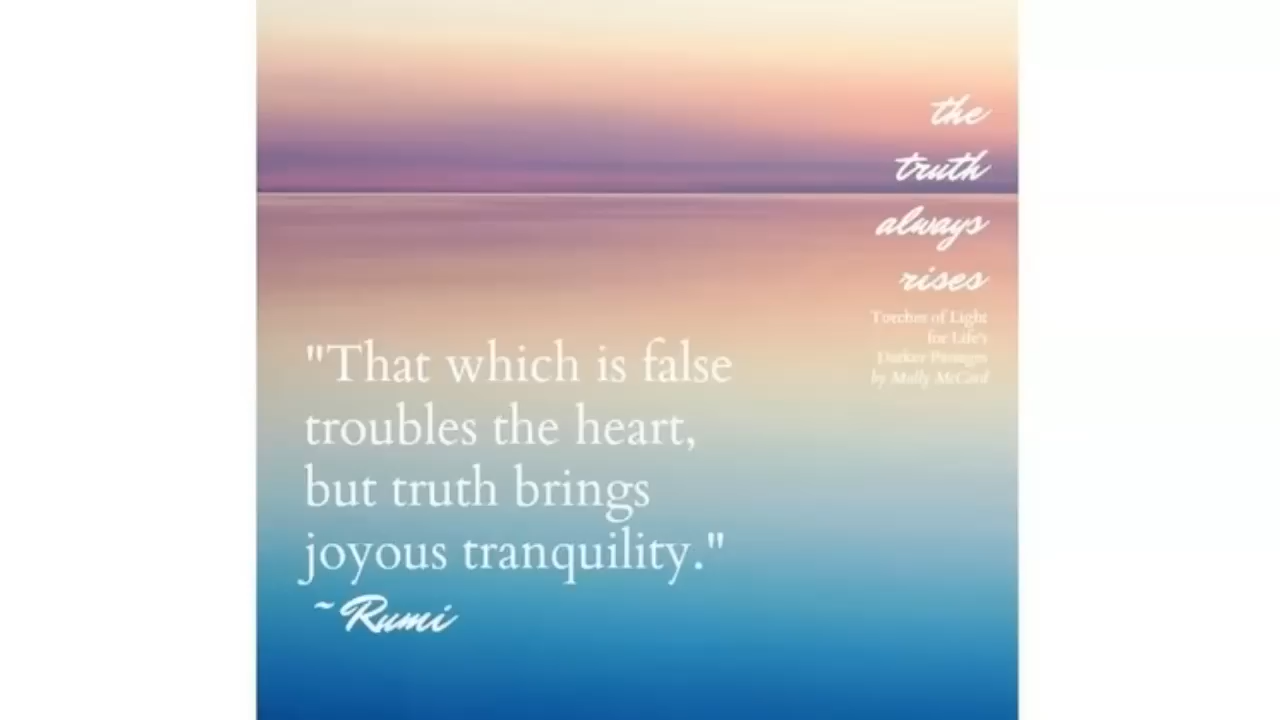 the
truth
always
rises
Torches of Light
for Life's
Darker Passages
by Molly McCord
"That which is false
troubles the heart,
but truth brings
joyous tranquility."
~Rumi